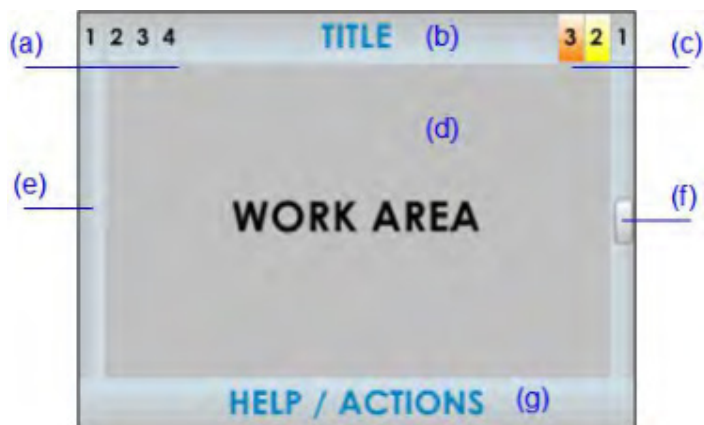 (a) 1 2 3 4 TITLE (b) 3 2 1 (c)
(d)
(e) WORK AREA (f)
HELP / ACTIONS (g)